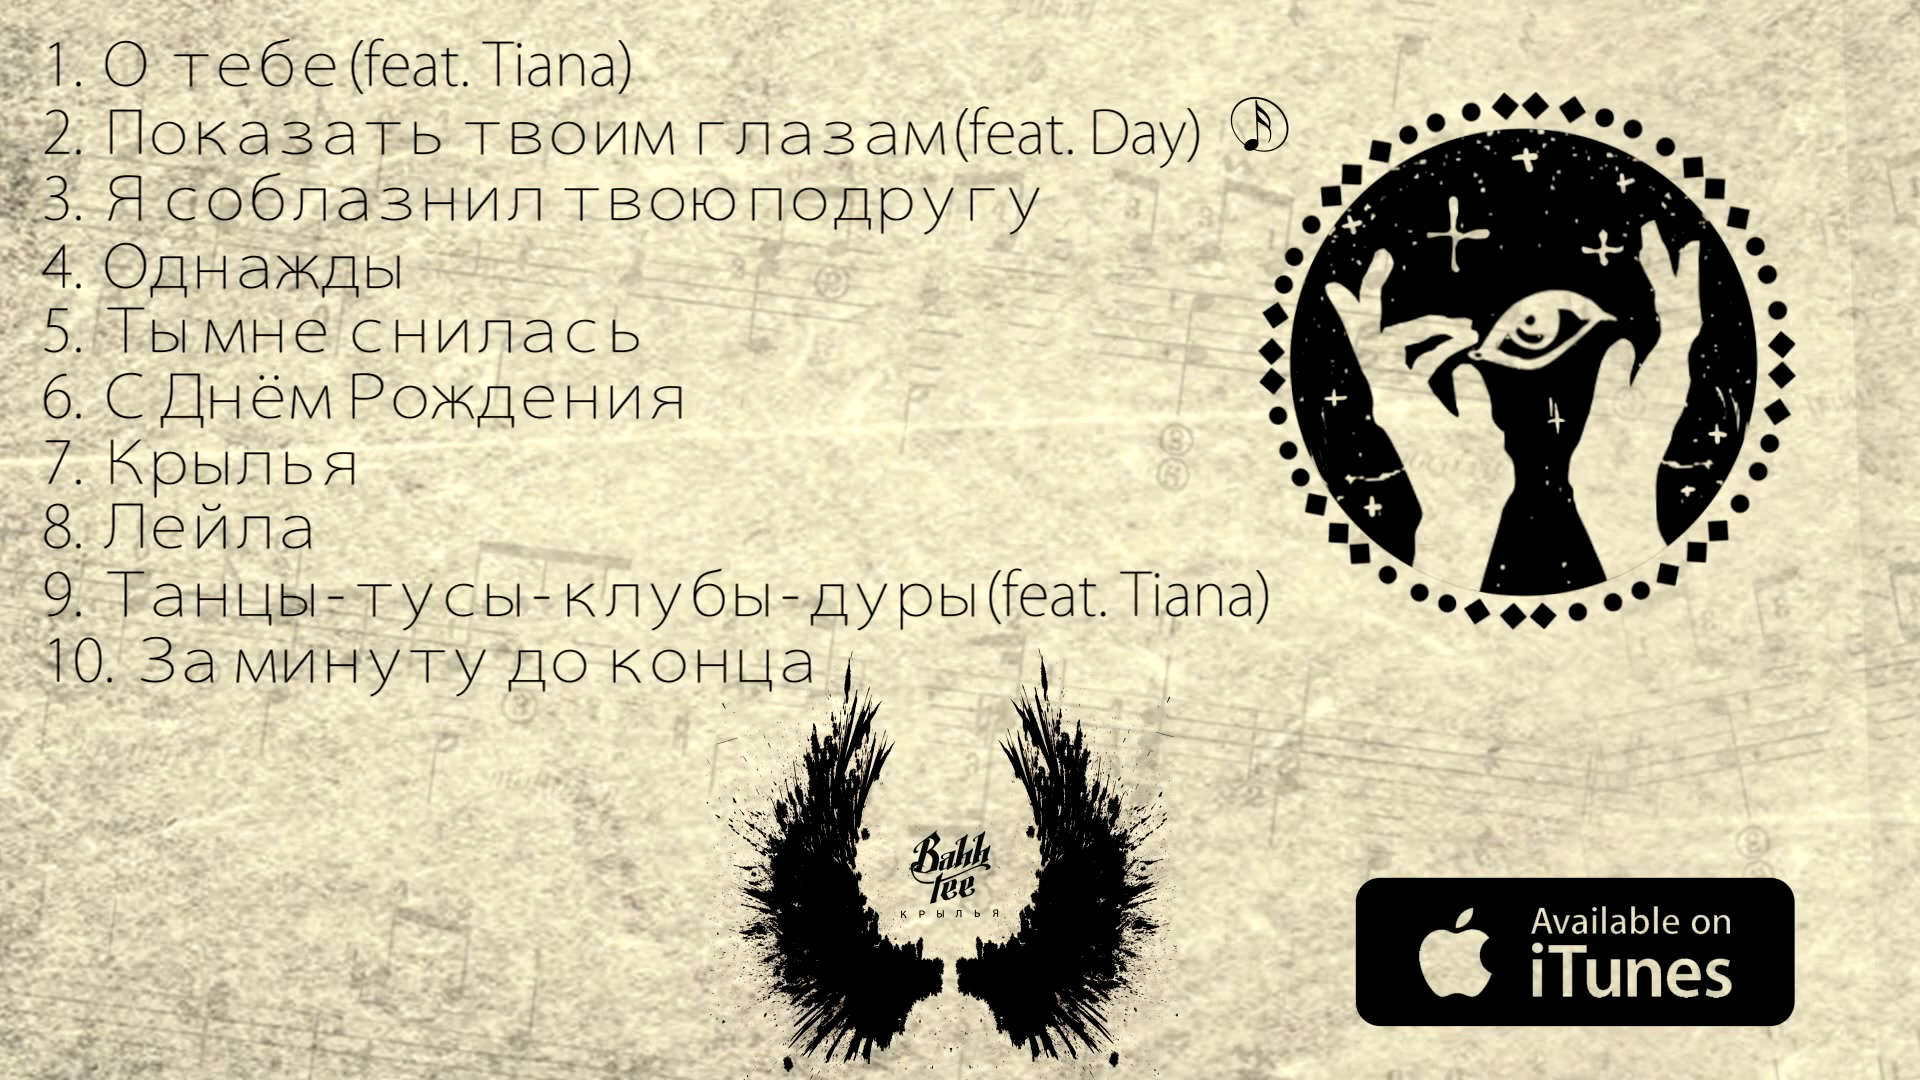 1. О тебе (feat. Tiana)
2. Показать твоим глазам (feat. Day)
3. Я соблазнил твою подругу
4. Однажды
5. Ты мне снилась
6. С Днём Рождения
7. Крылья
8. Лейла
9. Танцы-тусы-клубы-дуры (feat. Tiana)
10. За минуту до конца
Bahh
tee
КРЫЛЬЯ
Available on
iTunes